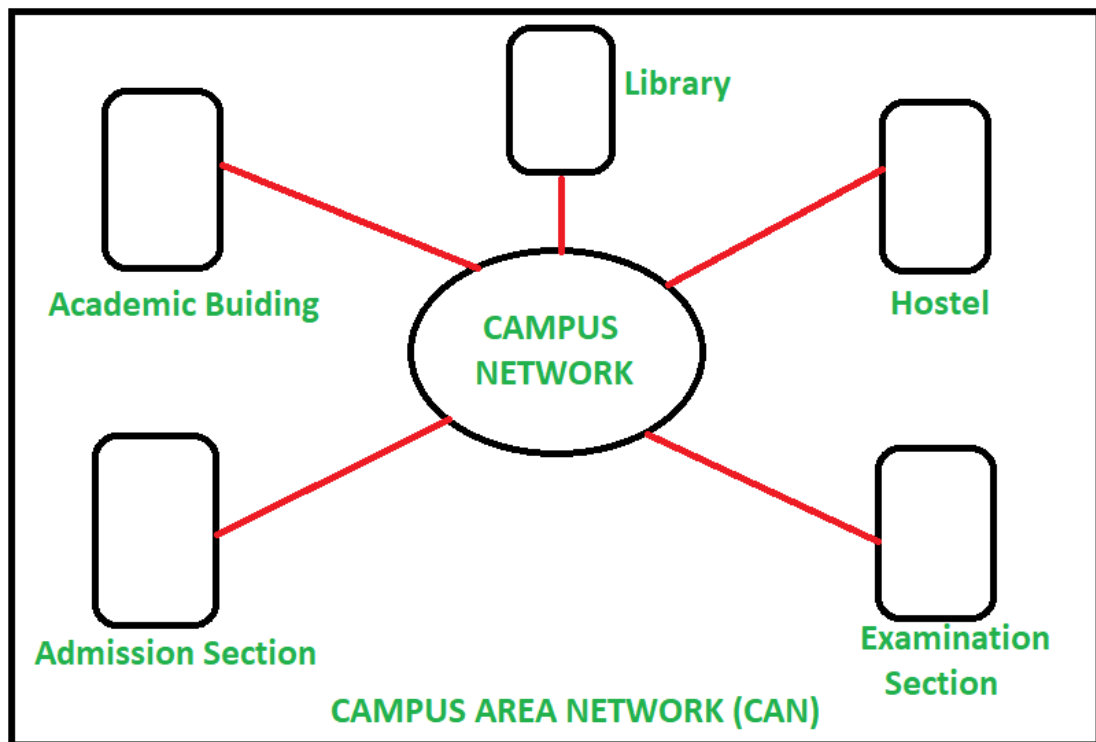 Library
Academic Buiding
Hostel
CAMPUS
NETWORK
Admission Section
Examination
Section
CAMPUS AREA NETWORK (CAN)